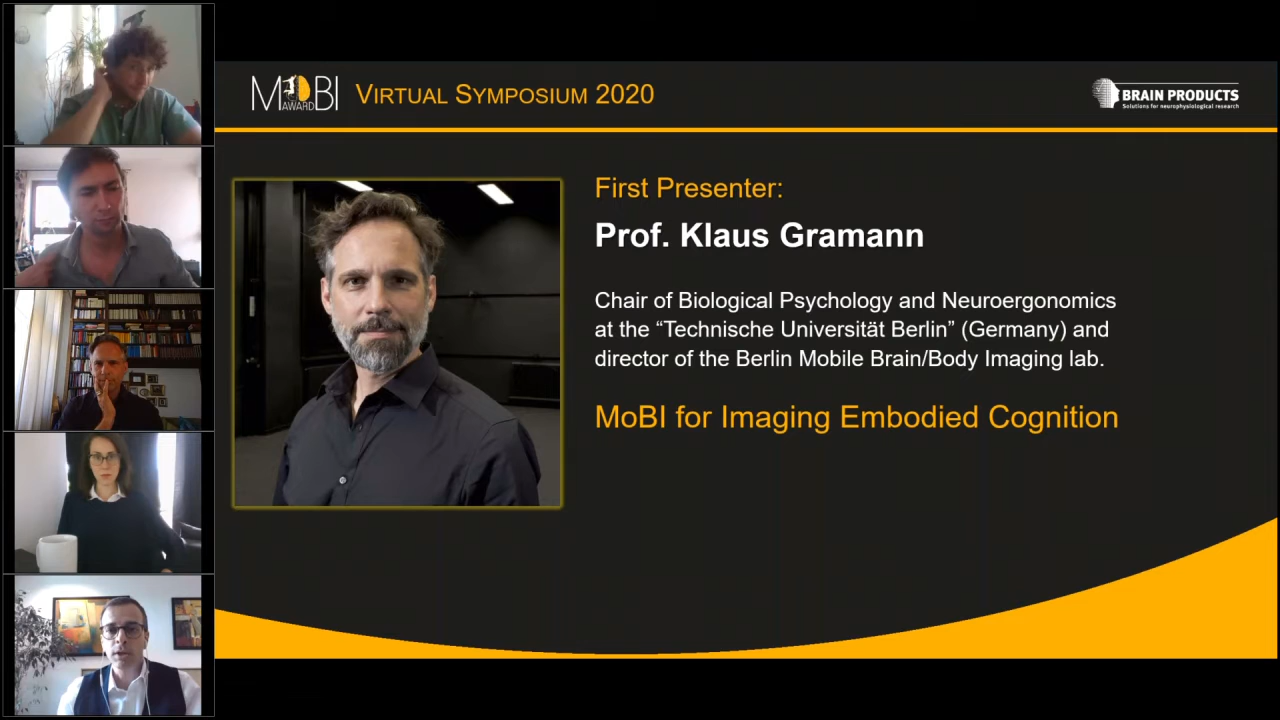 MOBI
AWARD
VIRTUAL SYMPOSIUM 2020
BRAIN PRODUCTS
Solutions for neurophysiological research
First Presenter:
Prof. Klaus Gramann
Chair of Biological Psychology and Neuroergonomics
at the “Technische Universität Berlin” (Germany) and
director of the Berlin Mobile Brain/Body Imaging lab.
MoBI for Imaging Embodied Cognition